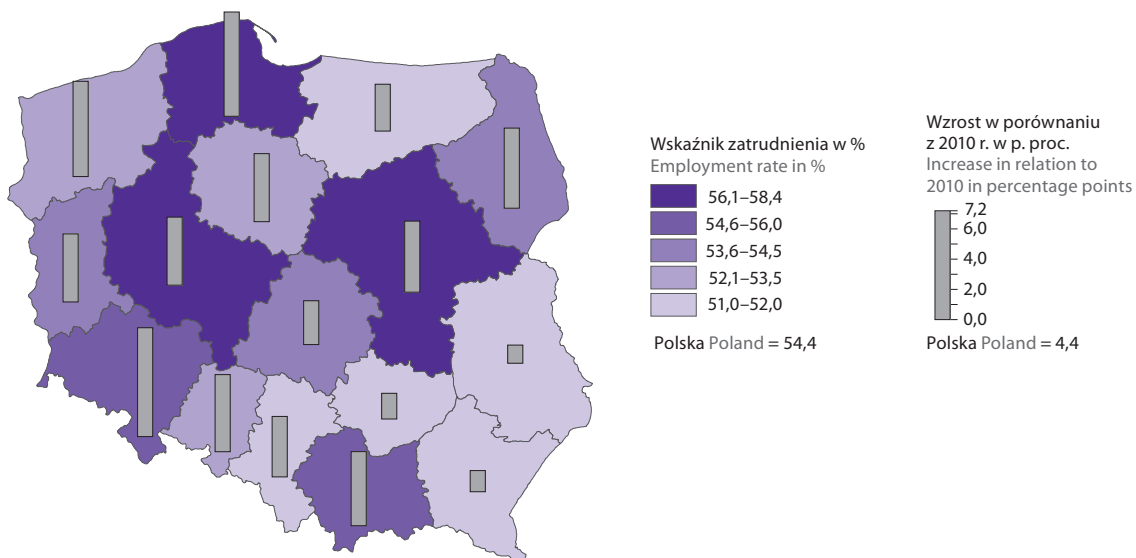 Wskaźnik zatrudnienia w %
Employment rate in %
56,1–58,4
54,6–56,0
53,6–54,5
52,1–53,5
51,0–52,0
Polska Poland = 54,4
Wzrost w porównaniu
z 2010 r. w p. proc.
Increase in relation to
2010 in percentage points
7,2
6,0
4,0
2,0
0,0
Polska Poland = 4,4